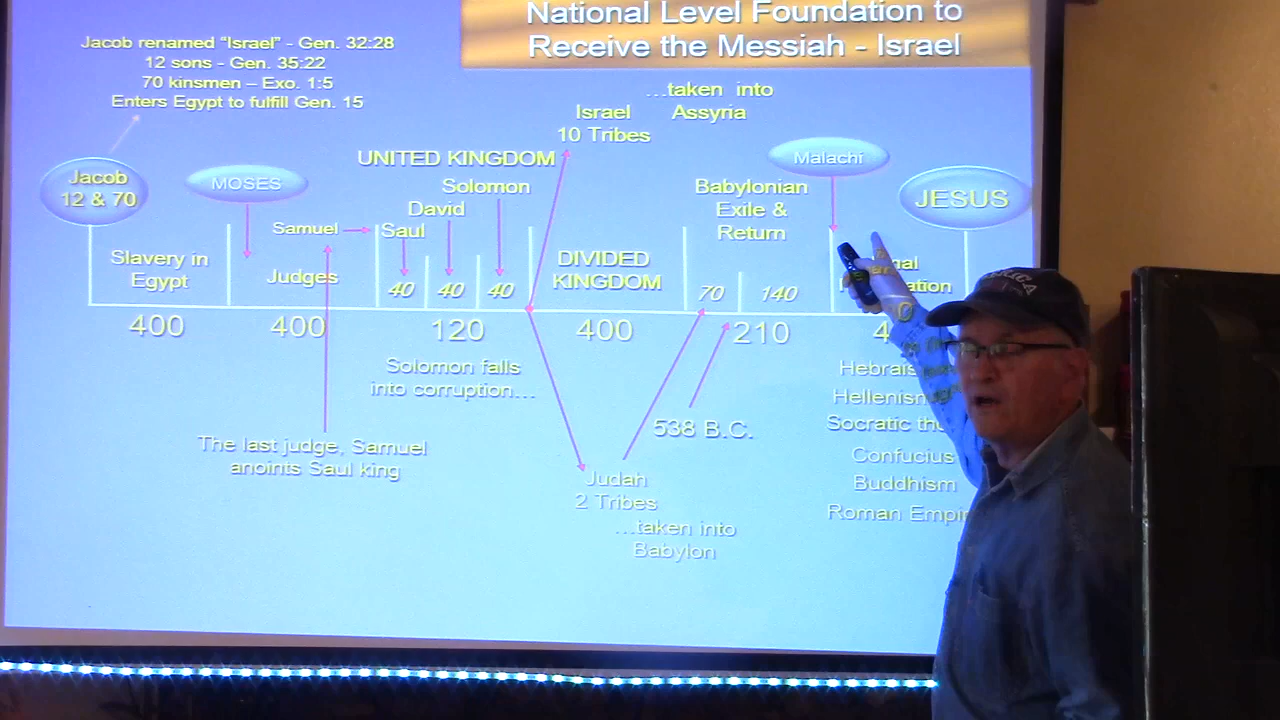 National Level Foundation to
Receive the Messiah - Israel
Jacob renamed “Israel” - Gen. 32:28
12 sons - Gen. 35:22
70 kinsmen – Exo. 1:5
Enters Egypt to fulfill Gen. 15
…taken into
Assyria
Israel
10 Tribes
Jacob
12 & 70
MOSES
UNITED KINGDOM
Solomon
David
Samuel
Saul
Malachi
JESUS
Babylonian
Exile &
Return
Slavery in
Egypt
Judges
40
40
40
DIVIDED
KINGDOM
70
140
400
400
120
400
210
Solomon falls
into corruption…
538 B.C.
The last judge, Samuel
anoints Saul king
Judah
2 Tribes
…taken into
Babylon
Socratic
Confucius
Buddhism
Roman